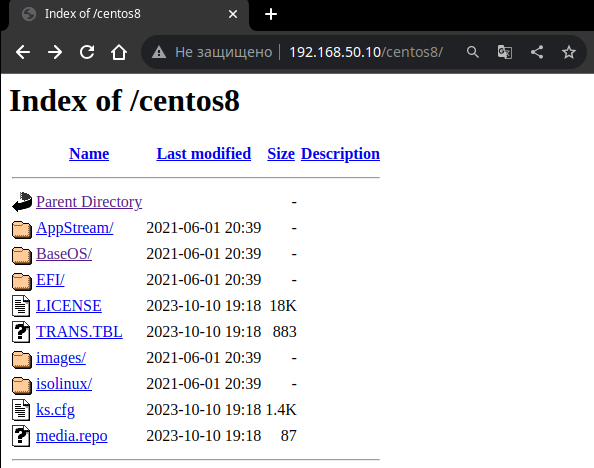 Index of /centos8
Не защищено 192.168.50.10/centos8/
Index of /centos8
Name Last modified Size Description
Parent Directory -
AppStream/ 2021-06-01 20:39 -
BaseOS/ 2021-06-01 20:39 -
EFI/ 2021-06-01 20:39 -
LICENSE 2023-10-10 19:18 18K
TRANS.TBL 2023-10-10 19:18 883
images/ 2021-06-01 20:39 -
isolinux/ 2021-06-01 20:39 -
ks.cfg 2023-10-10 19:18 1.4K
media.repo 2023-10-10 19:18 87